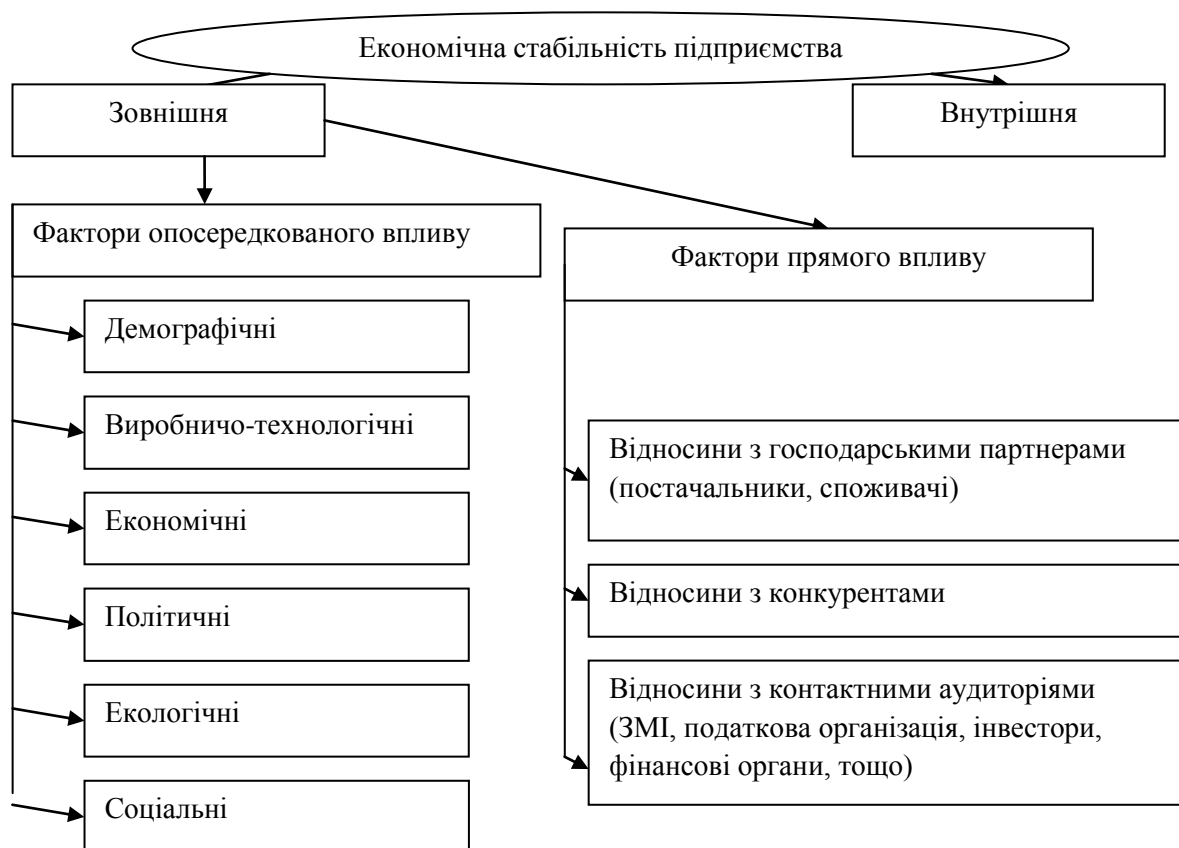 Економічна стабільність підприємства
Зовнішня
Внутрішня
Фактори опосередкованого впливу
Фактори прямого впливу
Демографічні
Виробничо-технологічні
Економічні
Політичні
Екологічні
Соціальні
Відносини з господарськими партнерами
(постачальники, споживачі)
Відносини з конкурентами
Відносини з контактними аудиторіями
(ЗМІ, податкова організація, інвестори,
фінансові органи, тощо)